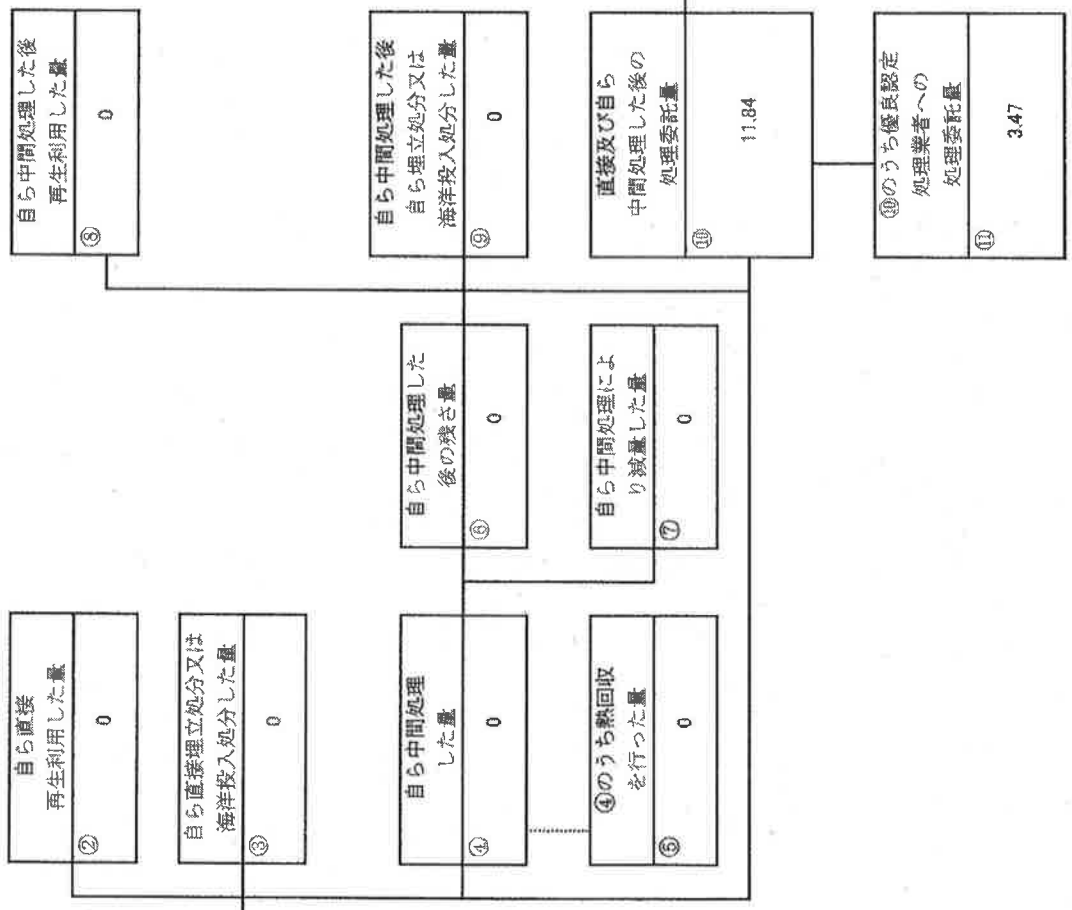 自ら直接
再生利用した量
②
0
自ら直接埋立処分又は
海洋投入処分した量
③
0
自ら中間処理
した量
④
0
④のうち熱回収
を行った量
⑤
0
自ら中間処理した
後の残さ量
⑥
0
自ら中間処理によ
り減量した量
⑦
0
自ら中間処理した後
再生利用した量
⑧
0
自ら中間処理した後
自ら埋立処分又は
海洋投入処分した量
⑨
0
直接及び自ら
中間処理した後の
処理委託量
⑩
11.84
⑩のうち優良認定
処理業者への
処理委託量
⑪
3.47